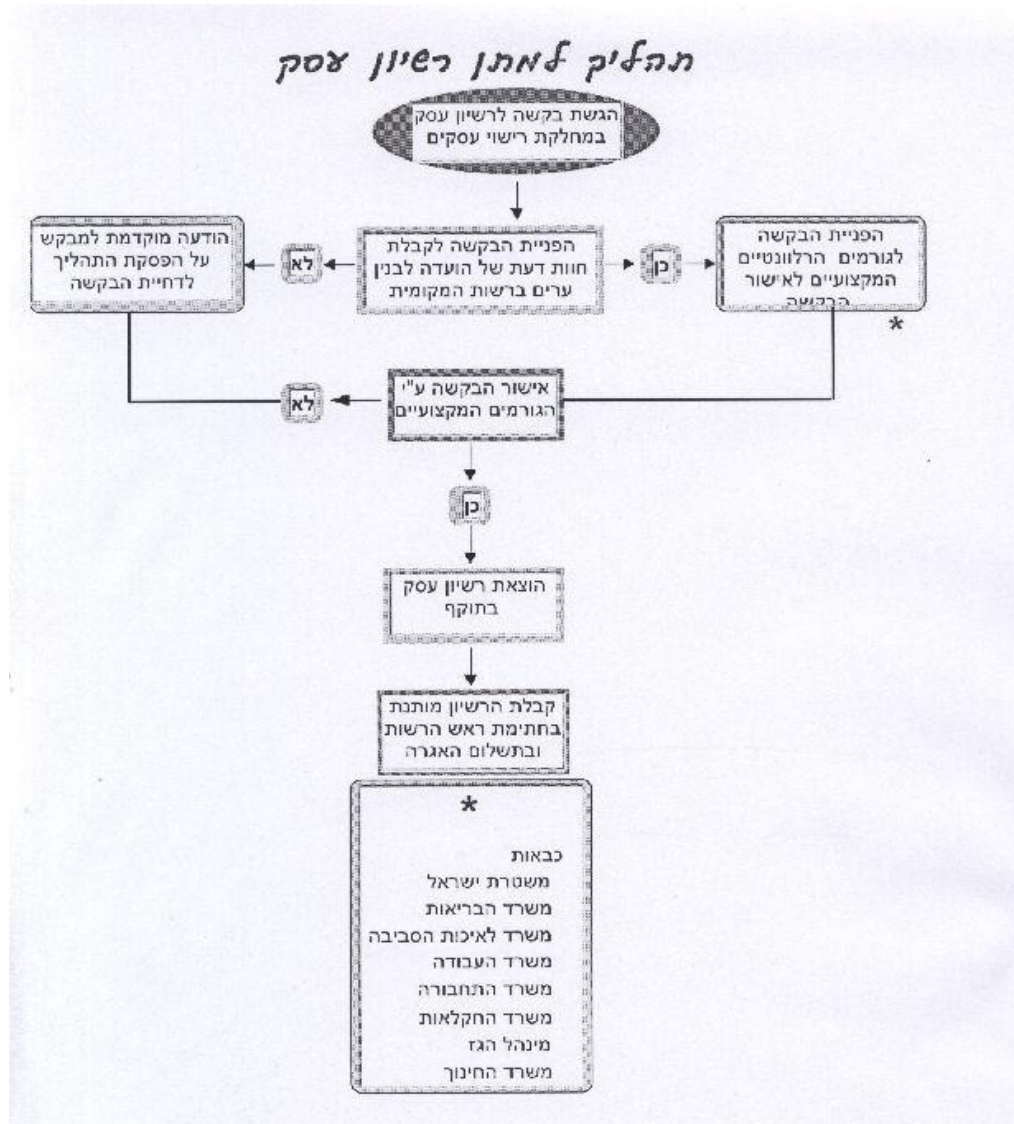 תהליך למתן רשיון עסק
הגשת בקשה לרשיון עסק
במחלקת רישוי עסקים
הפניית הבקשה
לגורמים הרלוונטיים
המקצועיים לאישור
הבקשה
*
כן
הפניית הבקשה לקבלת
חוות דעת של הועדה לבנין
ערים ברשות המקומית
לא
הודעה מוקדמת למבקש
על הפסקת התהליך
לדחיית הבקשה
אישור הבקשה ע"י
הגורמים המקצועיים
לא
כן
הוצאת רשיון עסק
בתוקף
קבלת הרשיון מותנת
בחתימת ראש הרשות
ובתשלום האגרה
*
כבאות
משטרת ישראל
משרד הבריאות
משרד לאיכות הסביבה
משרד העבודה
משרד התחבורה
משרד החקלאות
מינהל הגז
משרד החינוך